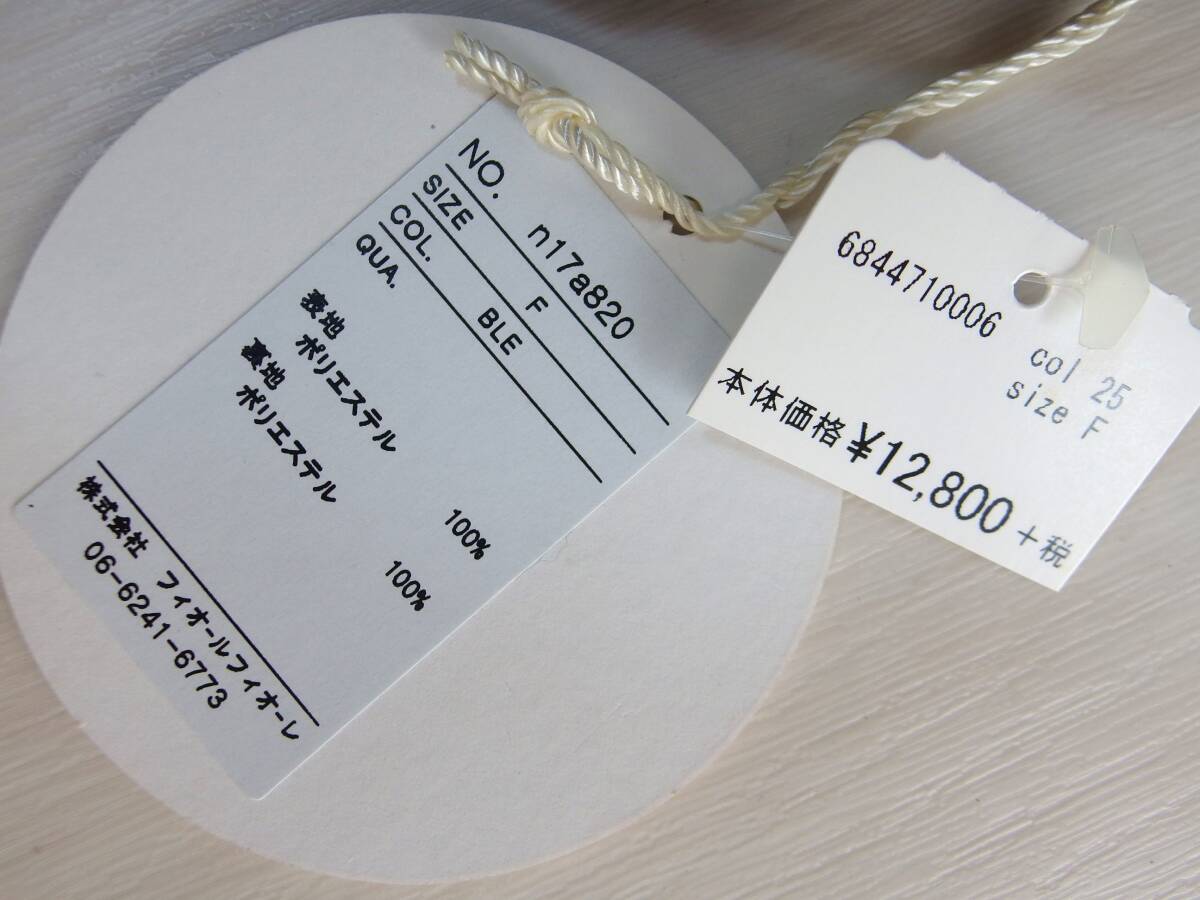 NO. n17a820
SIZE F
COL. BLE
QUA.
表地
ポリエステル 100%
裏地
ポリエステル 100%
株式会社 フィオールフィオーレ
06-6241-6773
6844710006
col 25
size F
本体価格 ¥12,800 +税